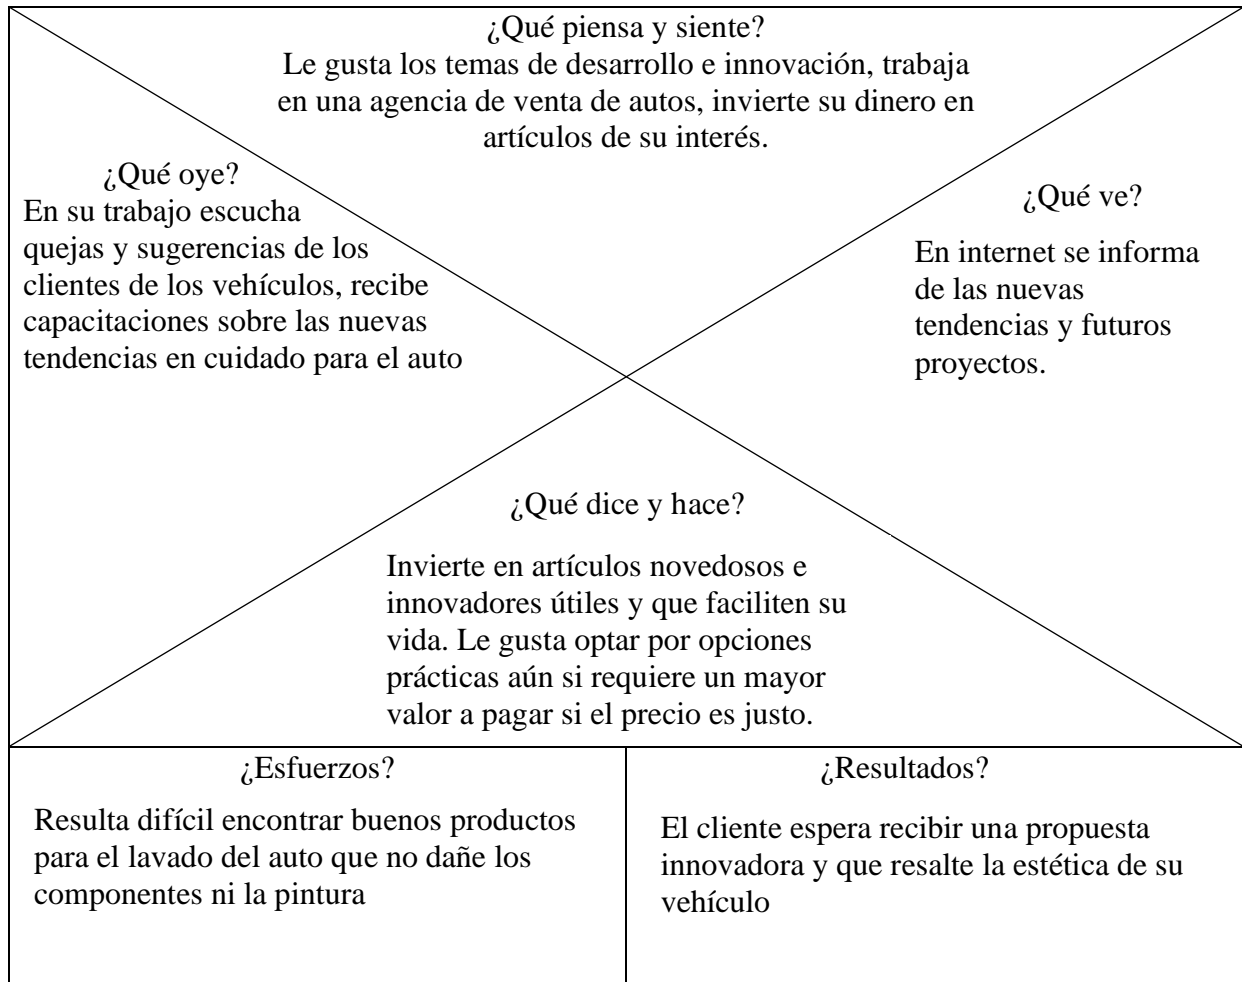 ¿Qué piensa y siente?
Le gusta los temas de desarrollo e innovación, trabaja
en una agencia de venta de autos, invierte su dinero en
artículos de su interés.
¿Qué oye?
En su trabajo escucha
quejas y sugerencias de los
clientes de los vehículos, recibe
capacitaciones sobre las nuevas
tendencias en cuidado para el auto
¿Qué ve?
En internet se informa
de las nuevas
tendencias y futuros
proyectos.
¿Qué dice y hace?
Invierte en artículos novedosos e
innovadores útiles y que faciliten su
vida. Le gusta optar por opciones
prácticas aún si requiere un mayor
valor a pagar si el precio es justo.
¿Esfuerzos?
Resulta difícil encontrar buenos productos
para el lavado del auto que no dañe los
componentes ni la pintura
¿Resultados?
El cliente espera recibir una propuesta
innovadora y que resalte la estética de su
vehículo